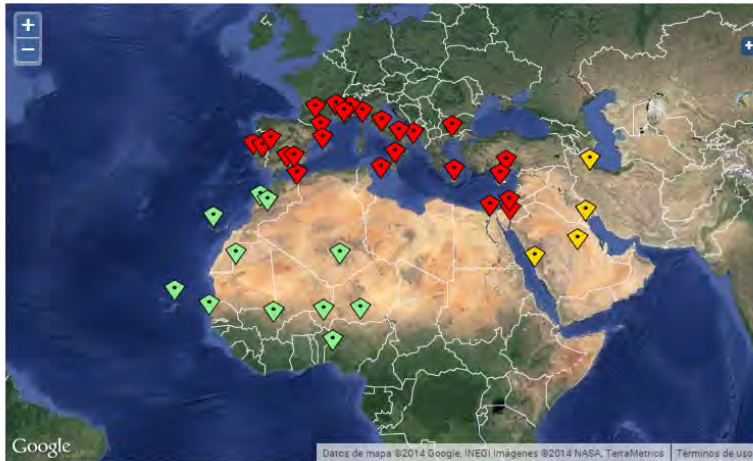 +
−
+
Google
Datos de mapa ©2014 Google, INEGI Imágenes ©2014 NASA, TerraMetrics Términos de uso